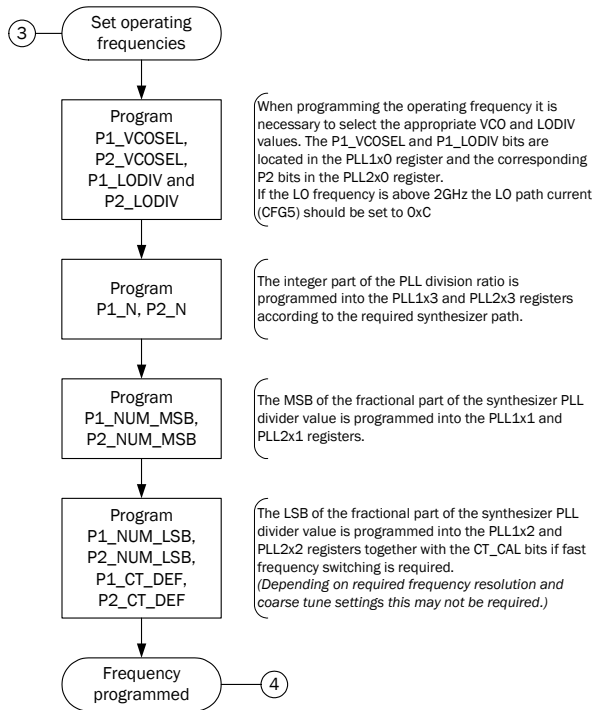 3
Set operating
frequencies
Program
P1_VCOSEL,
P2_VCOSEL,
P1_LODIV and
P2_LODIV
When programming the operating frequency it is
necessary to select the appropriate VCO and LODIV
values. The P1_VCOSEL and P1_LODIV bits are
located in the PLL1x0 register and the corresponding
P2 bits in the PLL2x0 register.
If the LO frequency is above 2GHz the LO path current
(CFG5) should be set to 0xC
Program
P1_N, P2_N
The integer part of the PLL division ratio is
programmed into the PLL1x3 and PLL2x3 registers
according to the required synthesizer path.
Program
P1_NUM_MSB,
P2_NUM_MSB
The MSB of the fractional part of the synthesizer PLL
divider value is programmed into the PLL1x1 and
PLL2x1 registers.
Program
P1_NUM_LSB,
P2_NUM_LSB,
P1_CT_DEF,
P2_CT_DEF
The LSB of the fractional part of the synthesizer PLL
divider value is programmed into the PLL1x2 and
PLL2x2 registers together with the CT_CAL bits if fast
frequency switching is required.
(Depending on required frequency resolution and
coarse tune settings this may not be required.)
Frequency
programmed
4